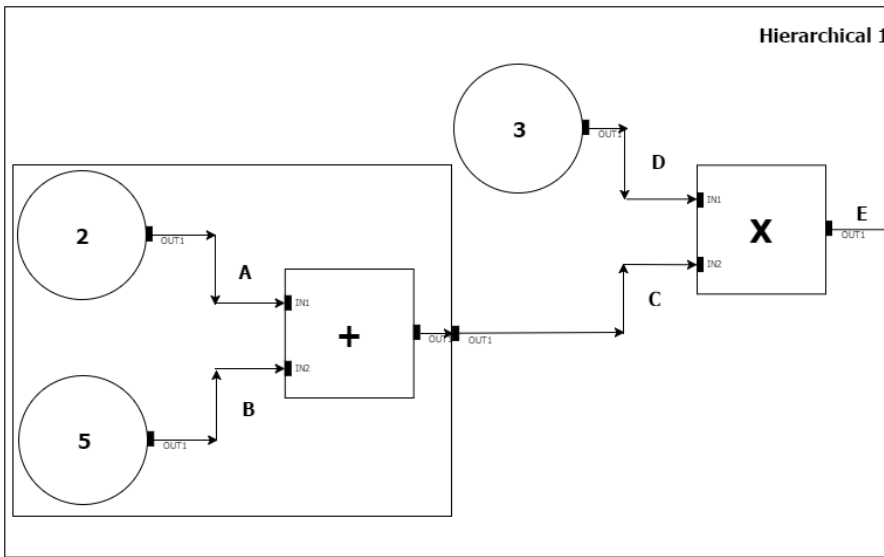 Hierarchical 1
3
OUT1
D
IN1
X
E
OUT1
IN2
C
2
OUT1
A
IN1
+
OUT1
OUT1
IN2
B
5
OUT1